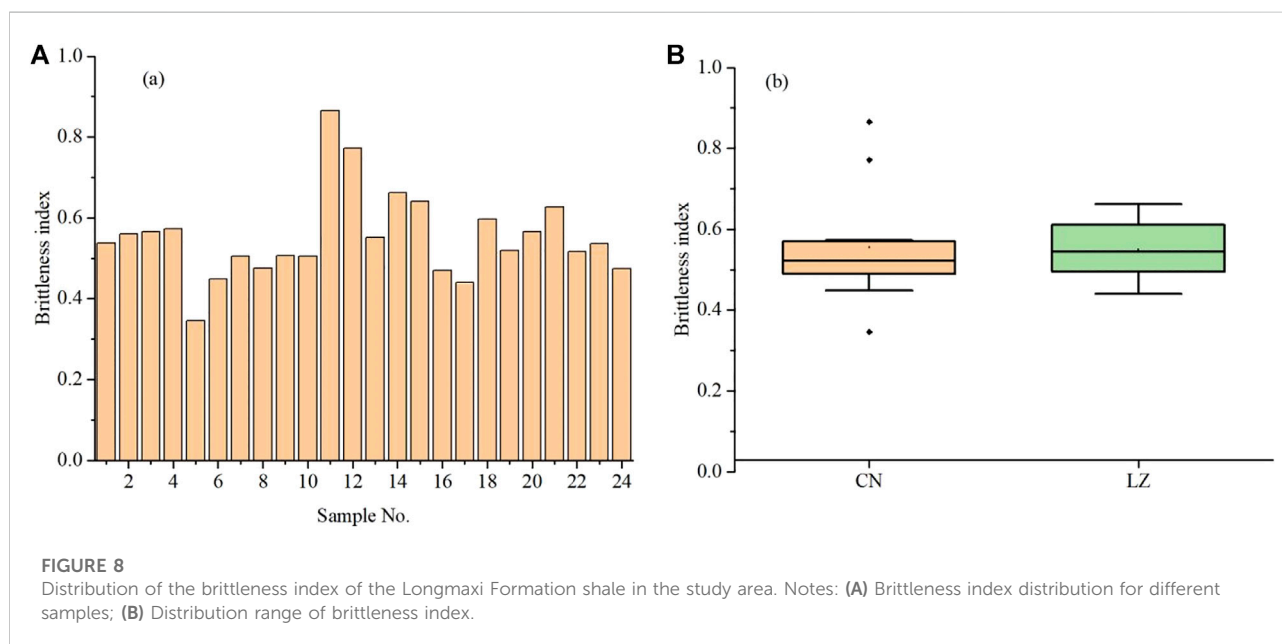 A
(a)
1.0
0.8
0.6
0.4
0.2
0.0
Brittleness index
2 4 6 8 10 12 14 16 18 20 22 24
Sample No.
B
(b)
1.0
0.8
0.6
0.4
0.2
0.0
Brittleness index
CN LZ
FIGURE 8
Distribution of the brittleness index of the Longmaxi Formation shale in the study area. Notes: (A) Brittleness index distribution for different
samples; (B) Distribution range of brittleness index.